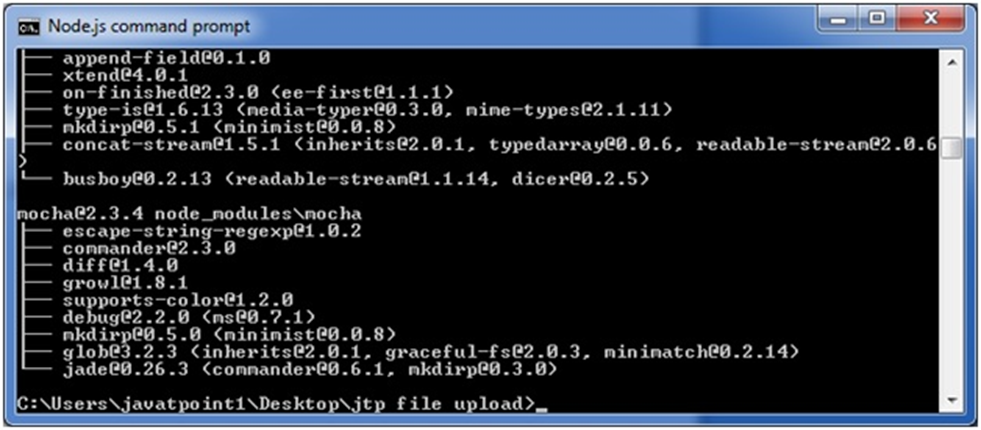 Node.js command prompt
├── append-field@0.1.0
├── xtend@4.0.1
├── on-finished@2.3.0 (ee-first@1.1.1)
├── type-is@1.6.13 (media-typer@0.3.0, mime-types@2.1.11)
├── mkdirp@0.5.1 (minimist@0.0.8)
├── concat-stream@1.5.1 (inherits@2.0.1, typedarray@0.0.6, readable-stream@2.0.6
)
└── busboy@0.2.13 (readable-stream@1.1.14, dicer@0.2.5)
mocha@2.3.4 node_modules\mocha
├── escape-string-regexp@1.0.2
├── commander@2.3.0
├── diff@1.4.0
├── growl@1.8.1
├── supports-color@1.2.0
├── debug@2.2.0 (ms@0.7.1)
├── mkdirp@0.5.0 (minimist@0.0.8)
├── glob@3.2.3 (inherits@2.0.1, graceful-fs@2.0.3, minimatch@0.2.14)
└── jade@0.26.3 (commander@0.6.1, mkdirp@0.3.0)
C:\Users\javatpoint1\Desktop\jtp file upload>_